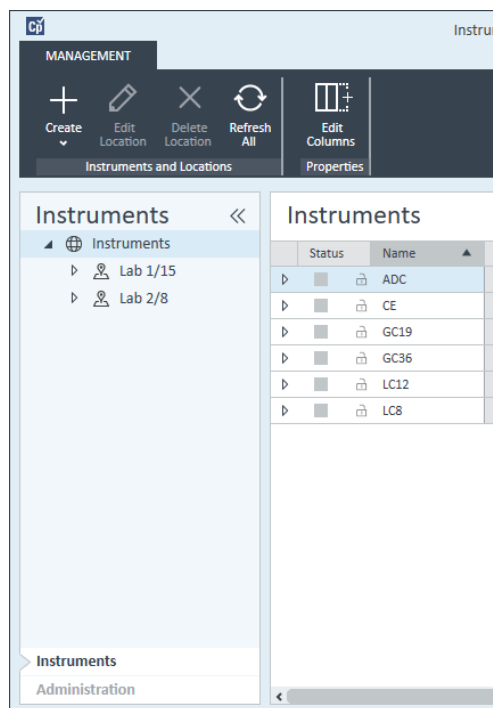 Cp
Instru
MANAGEMENT
Create
Edit Location
Delete Location
Refresh All
Edit Columns
Instruments and Locations
Properties
Instruments
Instruments
Lab 1/15
Lab 2/8
Instruments
Status
Name
ADC
CE
GC19
GC36
LC12
LC8
Instruments
Administration